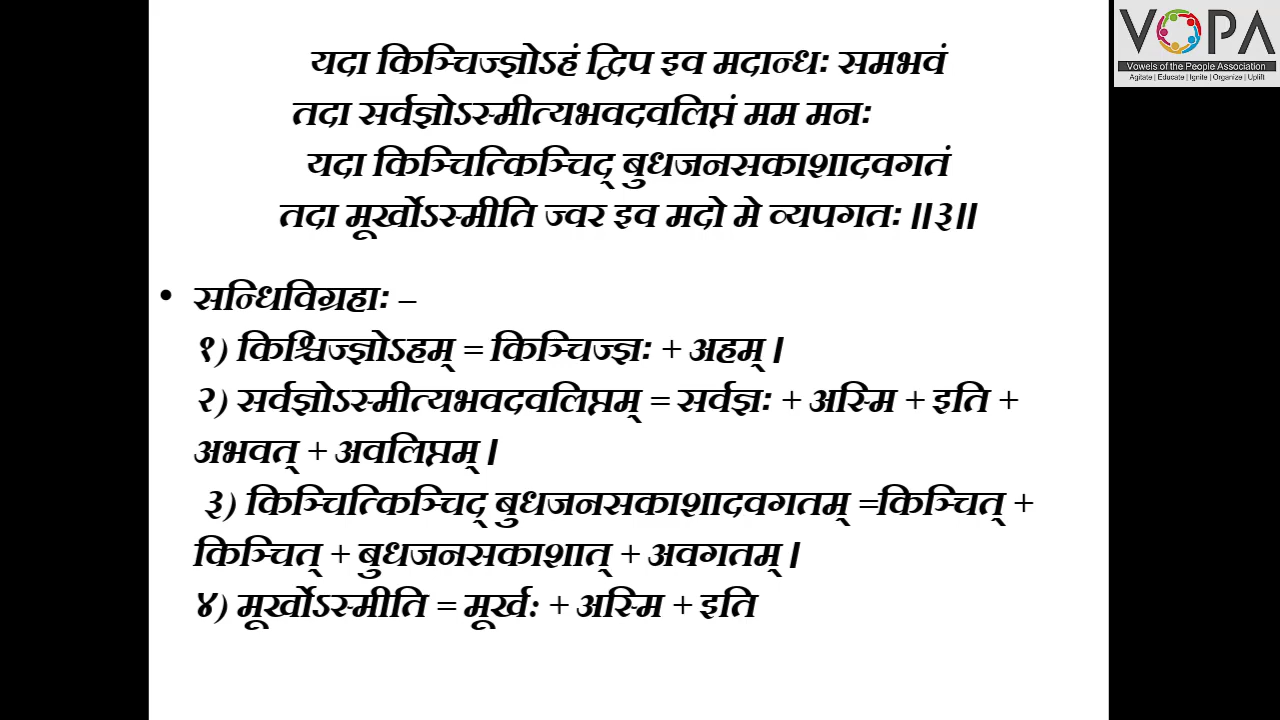 यदा किञ्चिज्ज्ञोऽहं द्विप इव मदान्धः समभवं
तदा सर्वज्ञोऽस्मीत्यभवदवलिप्तं मम मनः
यदा किञ्चित्किञ्चिद् बुधजनसकाशादवगतं
तदा मूर्खोऽस्मीति ज्वर इव मदो मे व्यपगतः ॥३॥
• सन्धिविग्रहाः –
१) किश्चिज्ज्ञोऽहम् = किञ्चिज्ज्ञः + अहम् ।
२) सर्वज्ञोऽस्मीत्यभवदवलिप्तम् = सर्वज्ञः + अस्मि + इति +
अभवत् + अवलिप्तम् ।
३) किञ्चित्किञ्चिद् बुधजनसकाशादवगतम् =किञ्चित् +
किञ्चित् + बुधजनसकाशात् + अवगतम् ।
४) मूर्खोऽस्मीति = मूर्खः + अस्मि + इति
VOPA
Vowels of the People Association
Agitate | Educate | Ignite | Organize | Uplift